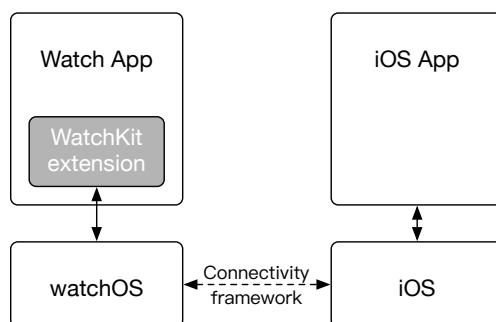 Watch App
iOS App
WatchKit
extension
Connectivity
framework
watchOS
iOS